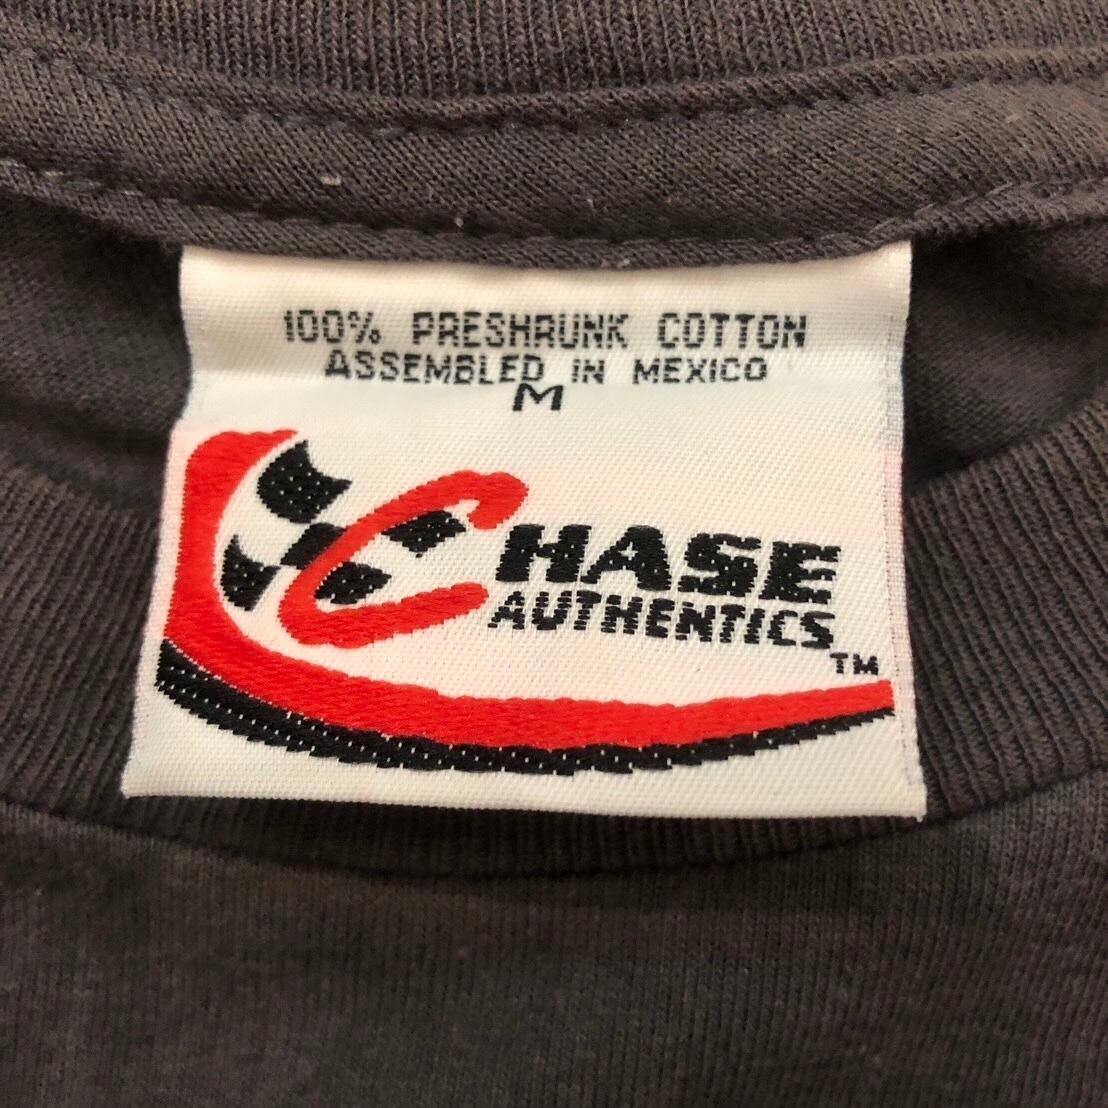 100% PRESHRUNK COTTON
ASSEMBLED IN MEXICO
M
CHASE
AUTHENTICS
TM